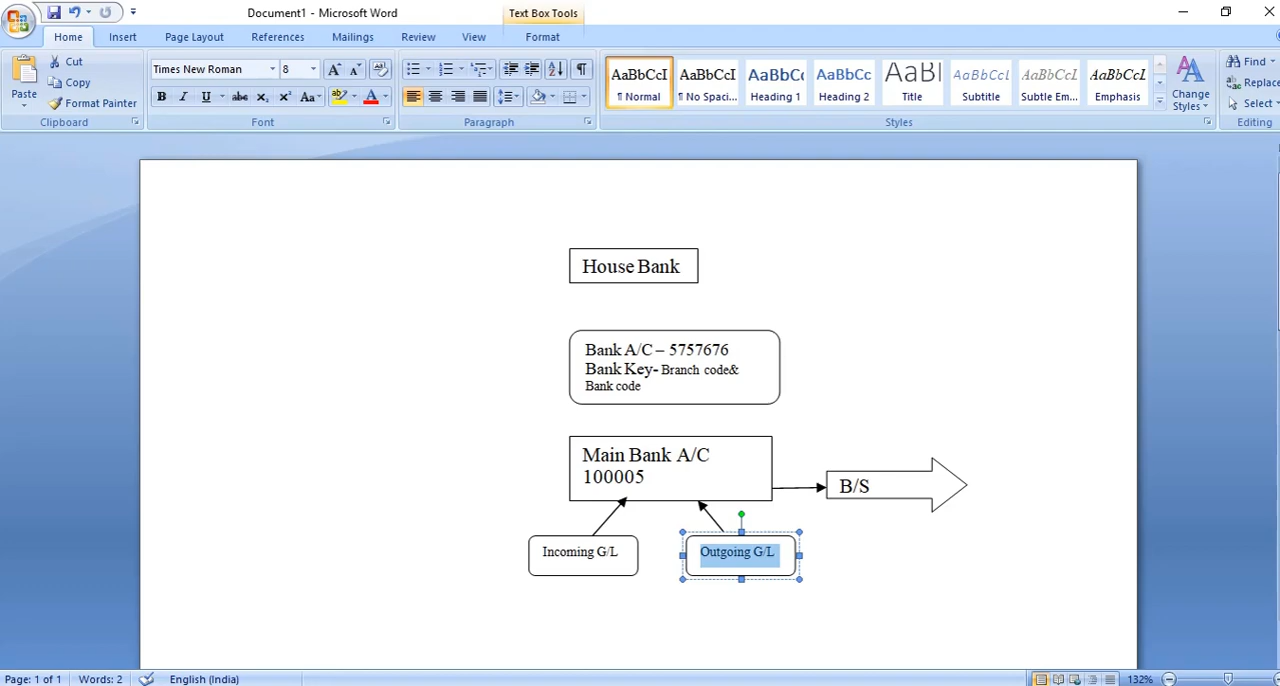 Document1 - Microsoft Word
Text Box Tools
Home
Insert
Page Layout
References
Mailings
Review
View
Format
Paste
Cut
Copy
Format Painter
Clipboard
Times New Roman
8
Font
Paragraph
AaBbCcI
¶ Normal
AaBbCcI
¶ No Spaci...
AaBbCc
Heading 1
AaBbCc
Heading 2
AaBl
Title
AaBbCcI
Subtitle
AaBbCcI
Subtle Em...
AaBbCcI
Emphasis
Change
Styles
Styles
Find
Replace
Select
Editing
House Bank
Bank A/C – 5757676
Bank Key- Branch code&
Bank code
Main Bank A/C
100005
B/S
Incoming G/L
Outgoing G/L
Page: 1 of 1
Words: 2
English (India)
132%